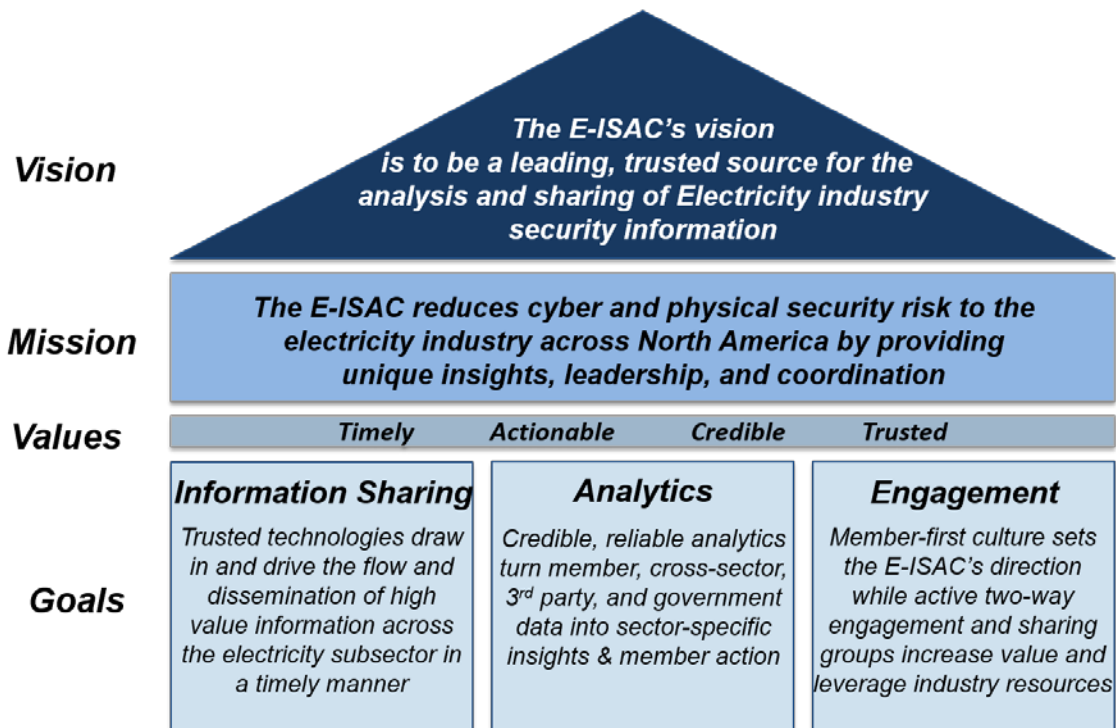 Vision
The E-ISAC’s vision
is to be a leading, trusted source for the
analysis and sharing of Electricity industry
security information
Mission
The E-ISAC reduces cyber and physical security risk to the
electricity industry across North America by providing
unique insights, leadership, and coordination
Values
Timely Actionable Credible Trusted
Goals
Information Sharing
Trusted technologies draw
in and drive the flow and
dissemination of high
value information across
the electricity subsector in
a timely manner
Analytics
Credible, reliable analytics
turn member, cross-sector,
3rd party, and government
data into sector-specific
insights & member action
Engagement
Member-first culture sets
the E-ISAC’s direction
while active two-way
engagement and sharing
groups increase value and
leverage industry resources